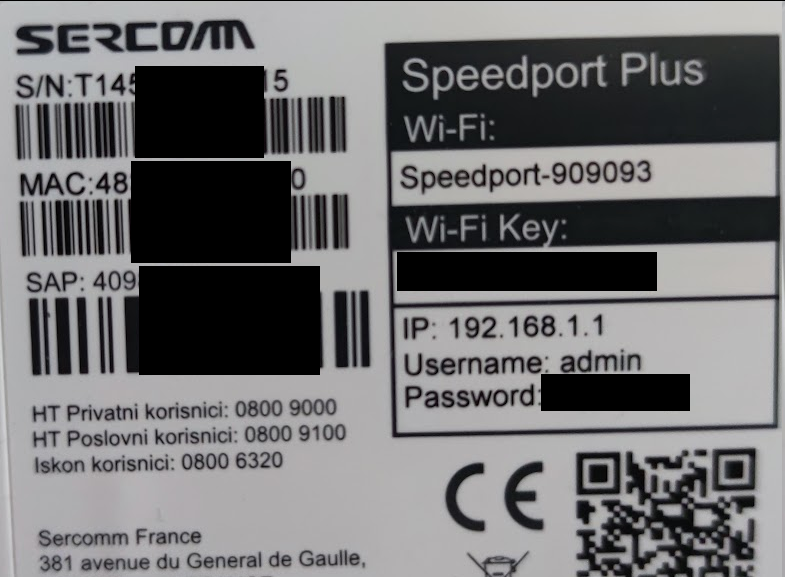 SERCOMM
S/N:T145 15
MAC:48 0
SAP: 409
HT Privatni korisnici: 0800 9000
HT Poslovni korisnici: 0800 9100
Iskon korisnici: 0800 6320
Sercomm France
381 avenue du General de Gaulle,
Speedport Plus
Wi-Fi:
Speedport-909093
Wi-Fi Key:
IP: 192.168.1.1
Username: admin
Password:
CE